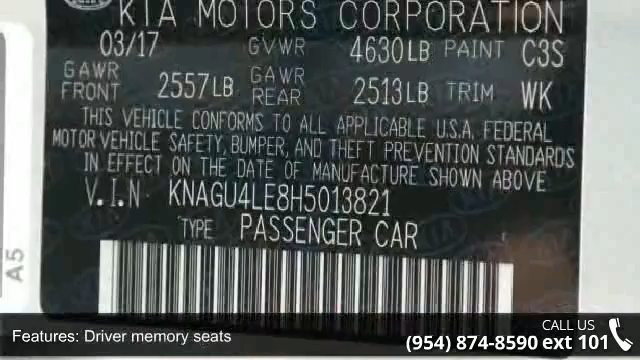 KIA MOTORS CORPORATION
03/17 GVWR 4630LB PAINT C3S
GAWR FRONT 2557LB GAWR REAR 2513LB TRIM WK
THIS VEHICLE CONFORMS TO ALL APPLICABLE U.S.A. FEDERAL
MOTOR VEHICLE SAFETY, BUMPER, AND THEFT PREVENTION STANDARDS
IN EFFECT ON THE DATE OF MANUFACTURE SHOWN ABOVE
V.I.N KNAGU4LE8H5013821
TYPE PASSENGER CAR
A5
Features: Driver memory seats
CALL US
(954) 874-8590 ext 101